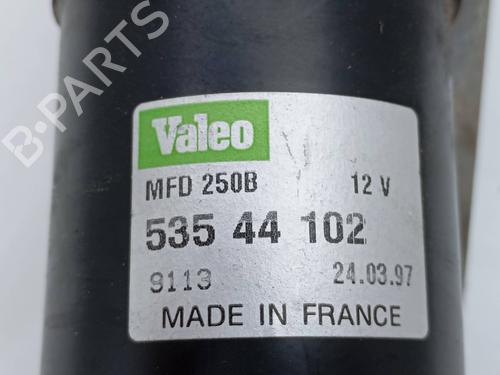 B-PARTS
Valeo
MFD 250B 12 V
535 44 102
9113 24.03.97
MADE IN FRANCE